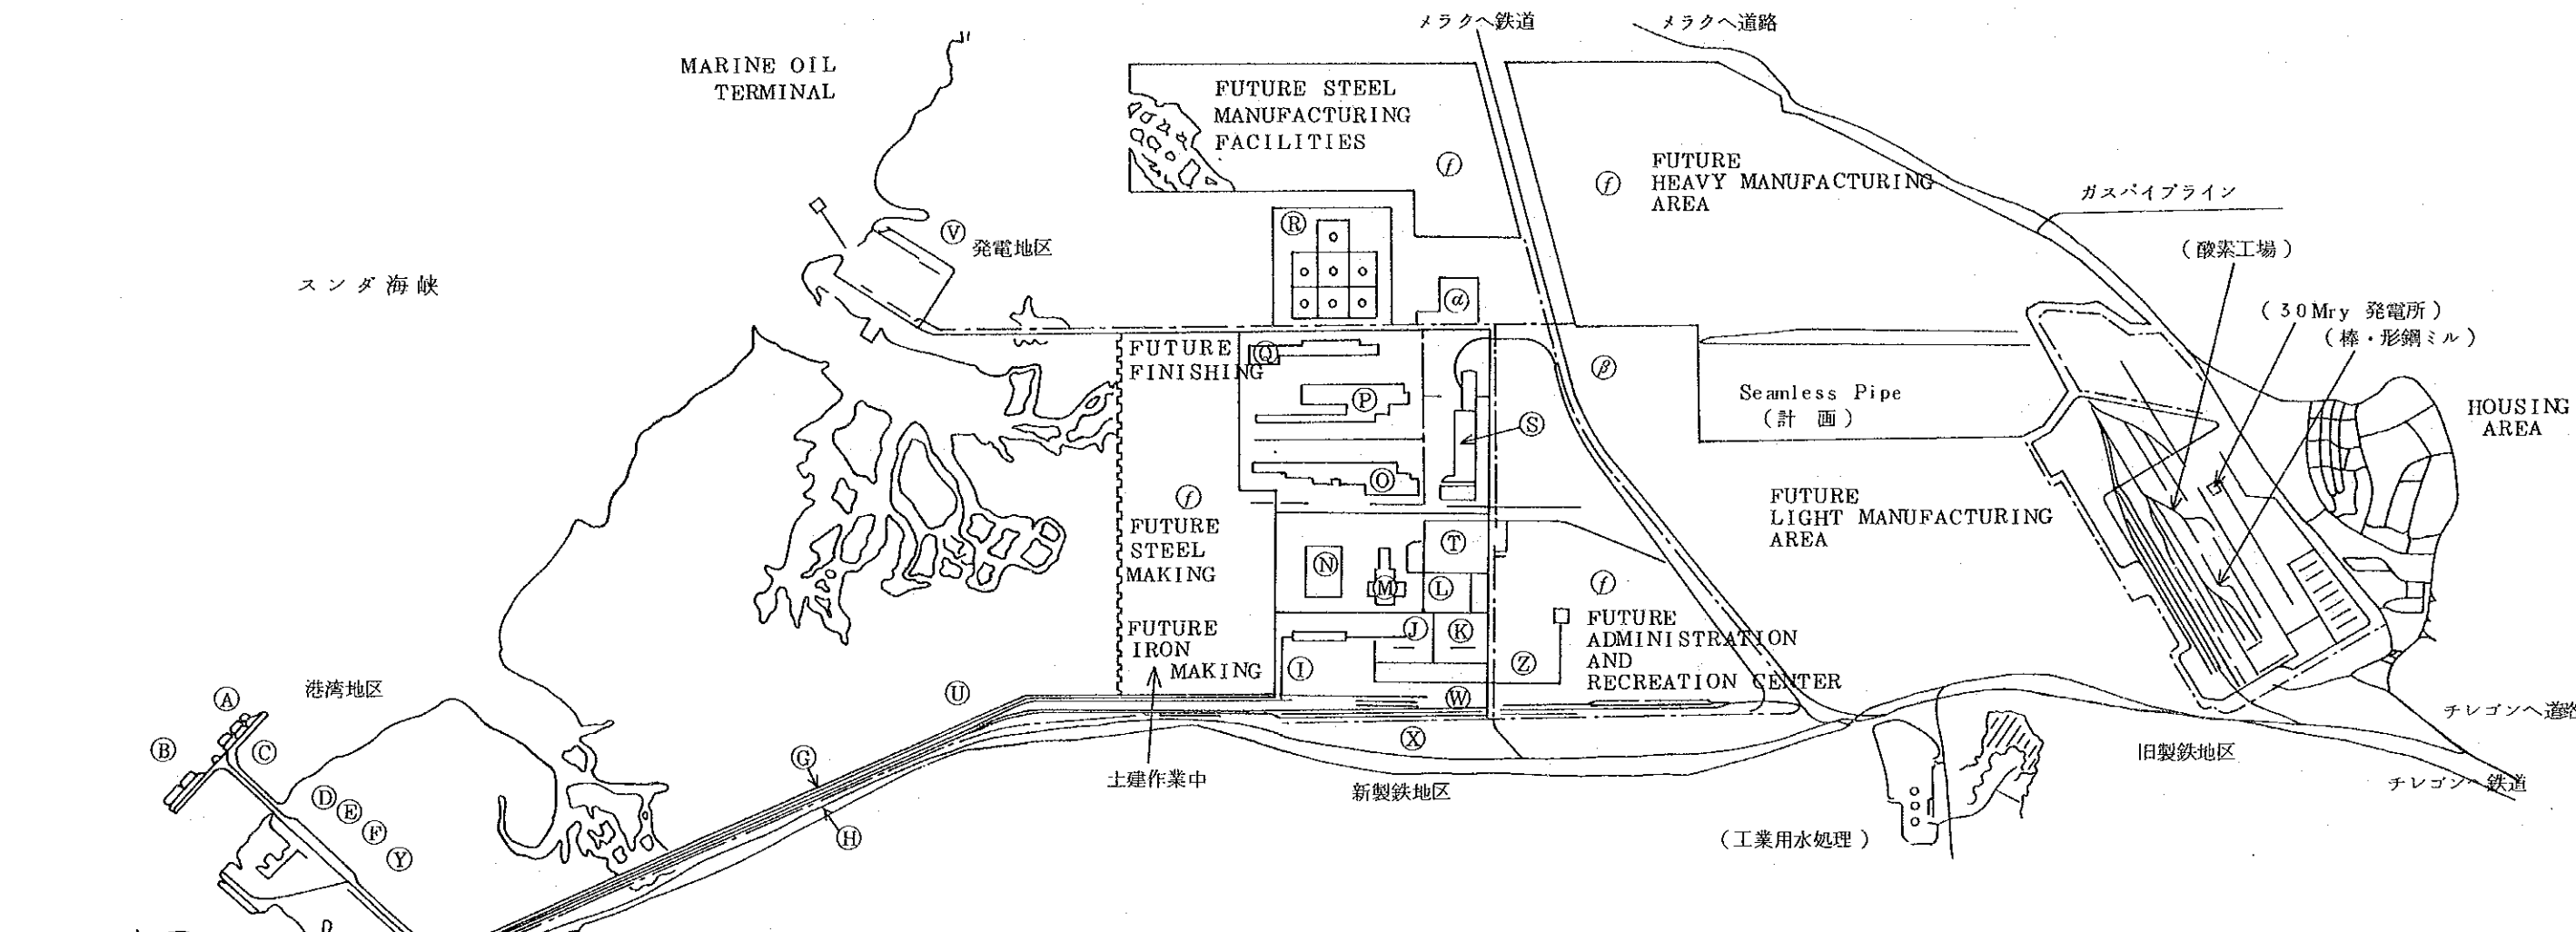 メラクへ鉄道
メラクへ道路
MARINE OIL
TERMINAL
FUTURE STEEL
MANUFACTURING
FACILITIES
ⓕ
ⓕ
FUTURE
HEAVY MANUFACTURING
AREA
ガスパイプライン
Ⓡ
Ⓥ
発電地区
(酸素工場)
スンダ海峡
ⓐ
(30Mry 発電所)
(棒・形鋼ミル)
FUTURE
FINISHING
Ⓠ
β
Seamless Pipe
(計 画)
Ⓟ
Ⓢ
HOUSING
AREA
Ⓞ
ⓕ
FUTURE
STEEL
MAKING
FUTURE
LIGHT MANUFACTURING
AREA
Ⓣ
Ⓝ
Ⓜ
Ⓛ
ⓕ
FUTURE
ADMINISTRATION
AND
RECREATION CENTER
FUTURE
IRON
MAKING
Ⓙ
Ⓚ
Ⓘ
Ⓩ
港湾地区
Ⓤ
Ⓦ
Ⓐ
Ⓑ
Ⓒ
Ⓧ
チレゴンへ道路
旧製鉄地区
Ⓖ
土建作業中
新製鉄地区
チレゴンへ鉄道
Ⓓ
Ⓔ
Ⓕ
Ⓨ
Ⓗ
(工業用水処理)